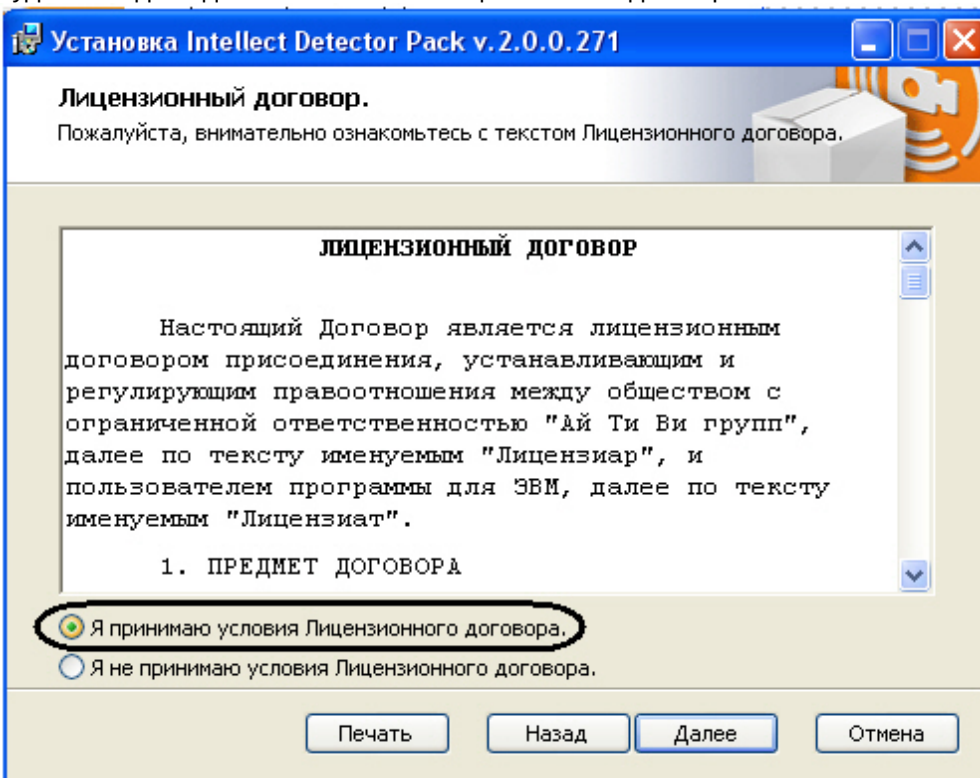 Установка Intellect Detector Pack v.2.0.0.271
Лицензионный договор.
Пожалуйста, внимательно ознакомьтесь с текстом Лицензионного договора.
ЛИЦЕНЗИОННЫЙ ДОГОВОР
Настоящий Договор является лицензионным
договором присоединения, устанавливающим и
регулирующим правоотношения между обществом с
ограниченной ответственностью "Ай Ти Ви групп",
далее по тексту именуемым "Лицензиар", и
пользователем программы для ЭВМ, далее по тексту
именуемым "Лицензиат".
1. ПРЕДМЕТ ДОГОВОРА
Я принимаю условия Лицензионного договора.
Я не принимаю условия Лицензионного договора.
Печать
Назад
Далее
Отмена